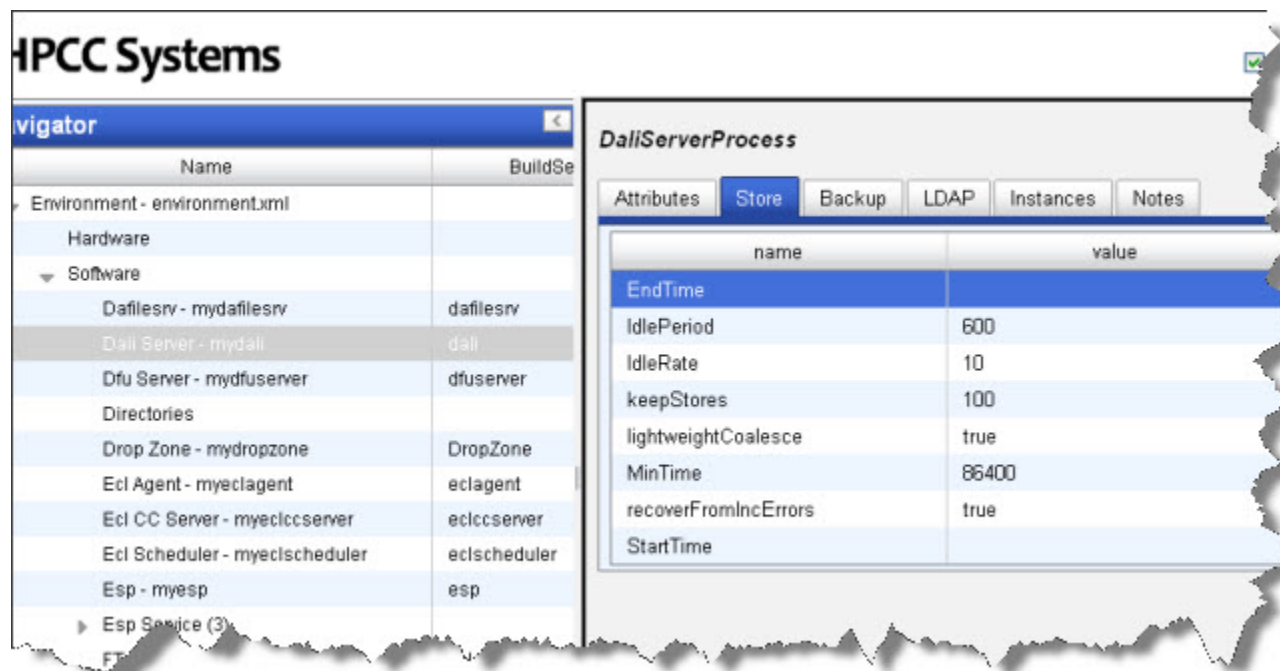 HPCC Systems
avigator
Name BuildSe
Environment - environment.xml
Hardware
Software
Dafilesrv - mydafilesrv dafilesrv
Dali Server - mydali dali
Dfu Server - mydfuserver dfuserver
Directories
Drop Zone - mydropzone DropZone
Ecl Agent - myeclagent eclagent
Ecl CC Server - myeclccserver eclccserver
Ecl Scheduler - myeclscheduler eclscheduler
Esp - myesp esp
Esp Service (3)
FT
DaliServerProcess
Attributes Store Backup LDAP Instances Notes
name value
EndTime
IdlePeriod 600
IdleRate 10
keepStores 100
lightweightCoalesce true
MinTime 86400
recoverFromIncErrors true
StartTime